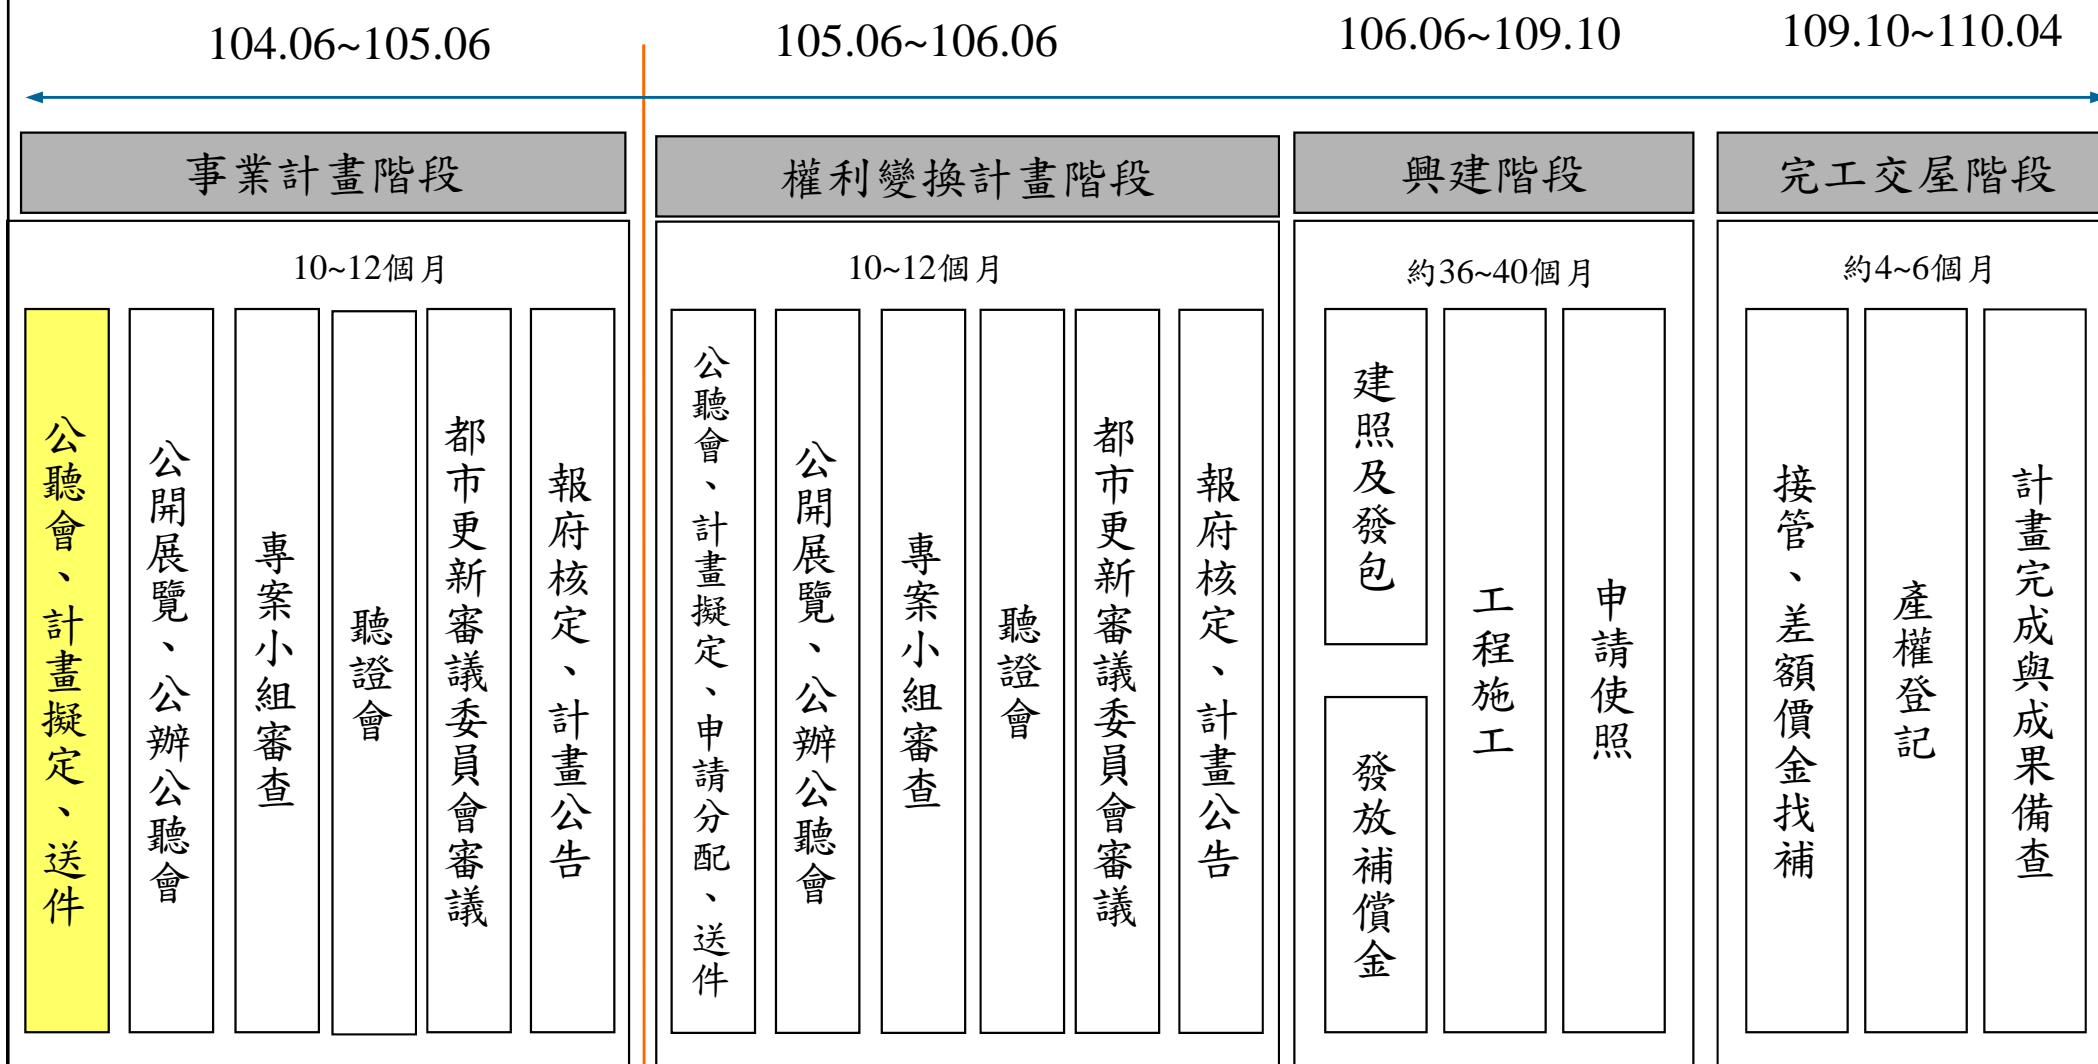 104.06~105.06
105.06~106.06
106.06~109.10
109.10~110.04
事業計畫階段
權利變換計畫階段
興建階段
完工交屋階段
10~12個月
10~12個月
約36~40個月
約4~6個月
公聽會、計畫擬定、送件
公開展覽、公辦公聽會
專案小組審查
聽證會
都市更新審議委員會審議
報府核定、計畫公告
公聽會、計畫擬定、申請分配、送件
公開展覽、公辦公聽會
專案小組審查
聽證會
都市更新審議委員會審議
報府核定、計畫公告
建照及發包
發放補償金
工程施工
申請使照
接管、差額價金找補
產權登記
計畫完成與成果備查